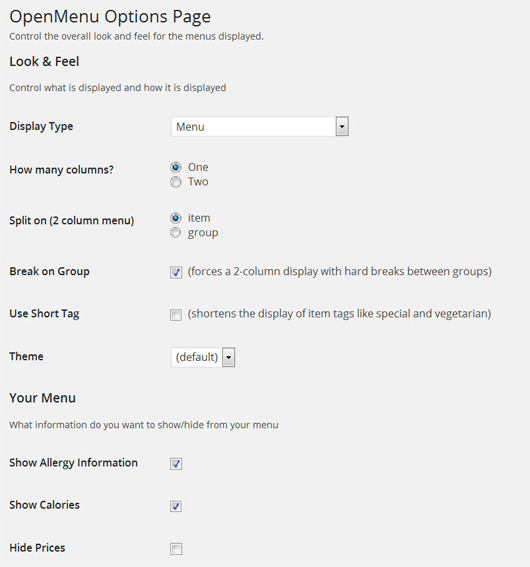 OpenMenu Options Page
Control the overall look and feel for the menus displayed.
Look & Feel
Control what is displayed and how it is displayed
Display Type Menu
How many columns? One
Two
Split on (2 column menu) item
group
Break on Group (forces a 2-column display with hard breaks between groups)
Use Short Tag (shortens the display of item tags like special and vegetarian)
Theme (default)
Your Menu
What information do you want to show/hide from your menu
Show Allergy Information
Show Calories
Hide Prices